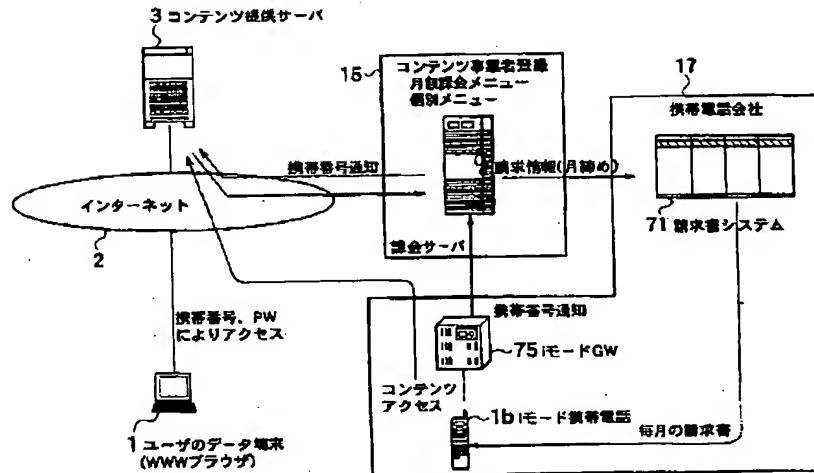 3 コンテンツ提供サーバ
15
コンテンツ事業者登録
月額課金メニュー
個別メニュー
17
携帯電話会社
携帯番号通知
請求情報(月締め)
インターネット
2
71 請求書システム
課金サーバ
携帯番号、PW
によりアクセス
携帯番号通知
75 iモードGW
コンテンツ
アクセス
1b iモード携帯電話
毎月の請求書
1 ユーザのデータ端末
(WWWブラウザ)